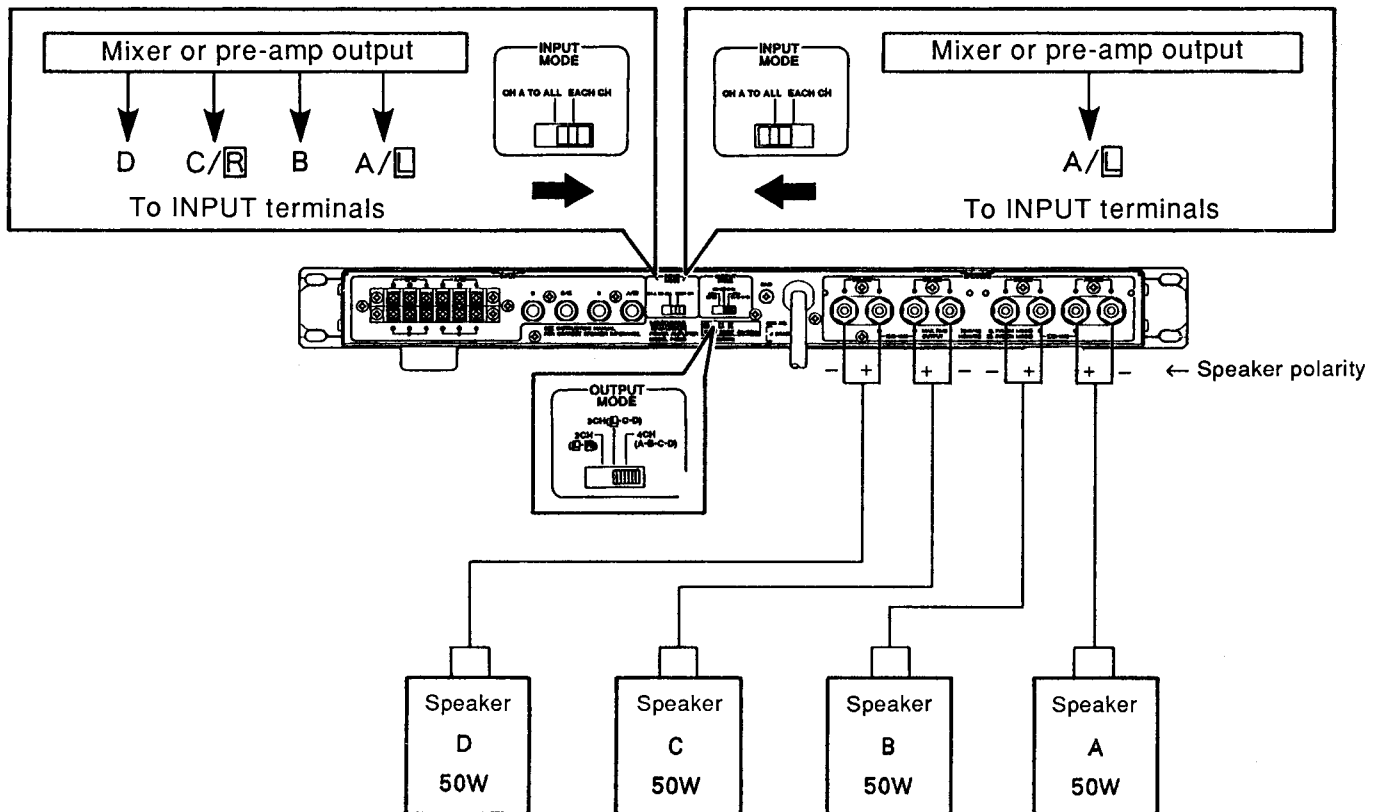 Mixer or pre-amp output
D C/R B A/L
To INPUT terminals
INPUT
MODE
CH A TO ALL EACH CH
INPUT
MODE
CH A TO ALL EACH CH
Mixer or pre-amp output
A/L
To INPUT terminals
- + + - - + + -
← Speaker polarity
OUTPUT
MODE
4CH
(A-B-C-D)
Speaker
D
50W
Speaker
C
50W
Speaker
B
50W
Speaker
A
50W